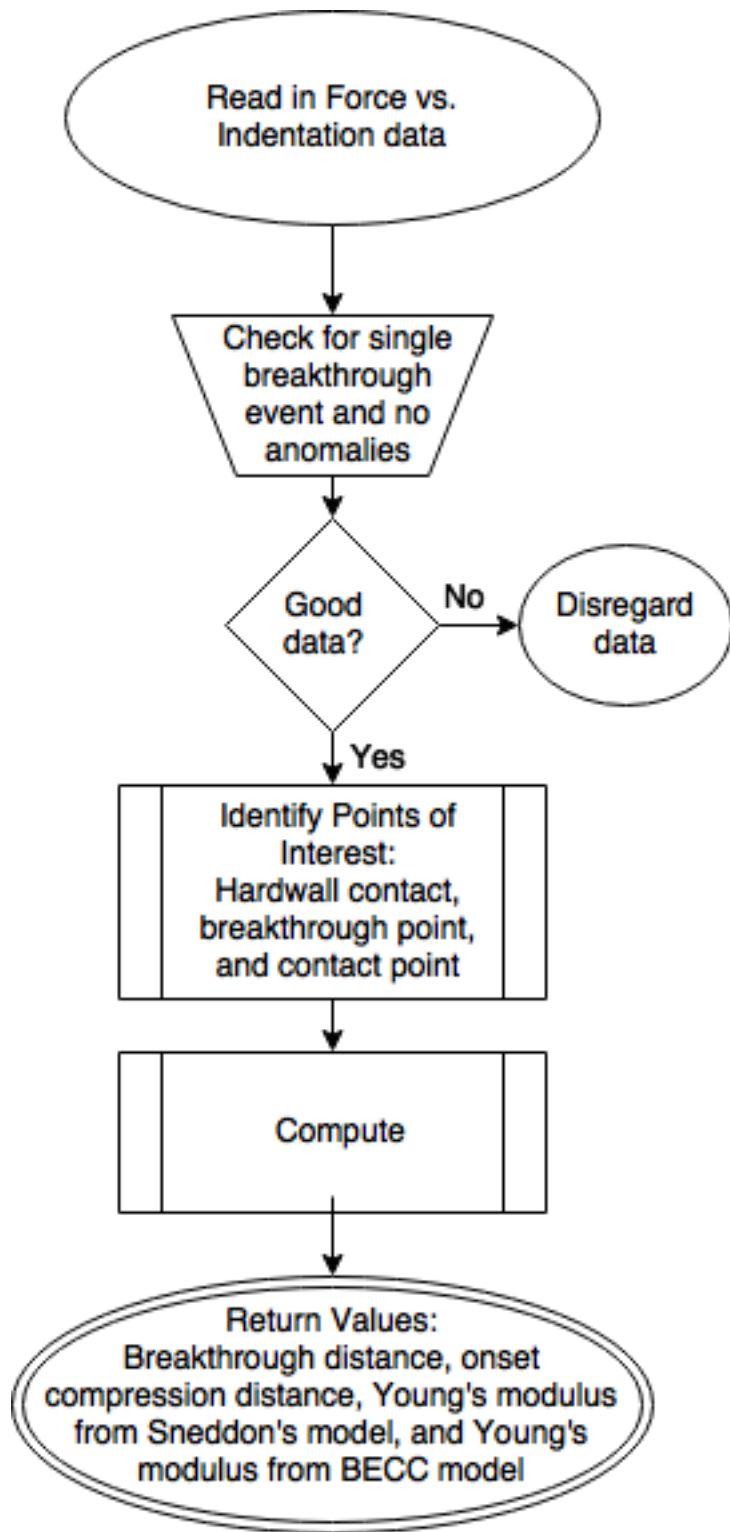 Read in Force vs.
Indentation data
Check for single
breakthrough
event and no
anomalies
Good
data?
No
Disregard
data
Yes
Identify Points of
Interest:
Hardwall contact,
breakthrough point,
and contact point
Compute
Return Values:
Breakthrough distance, onset
compression distance, Young's modulus
from Sneddon's model, and Young's
modulus from BECC model